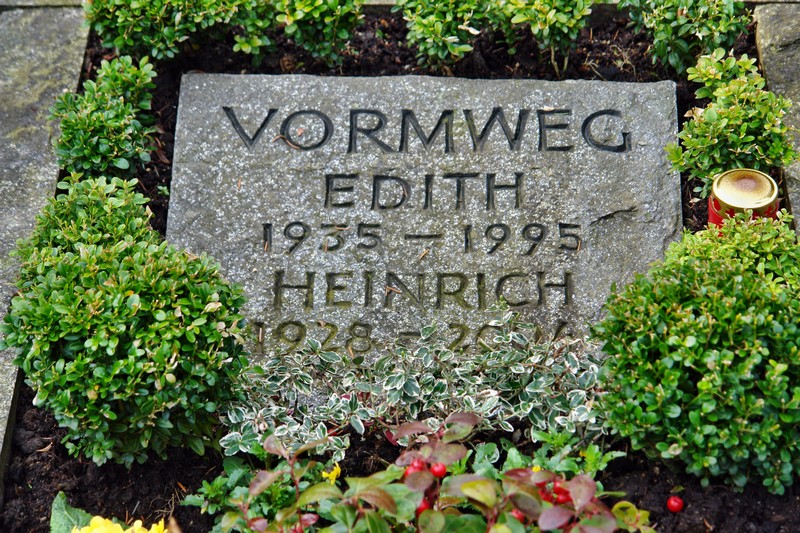 VORMWEG
EDITH
1935 – 1995
HEINRICH
1928 –